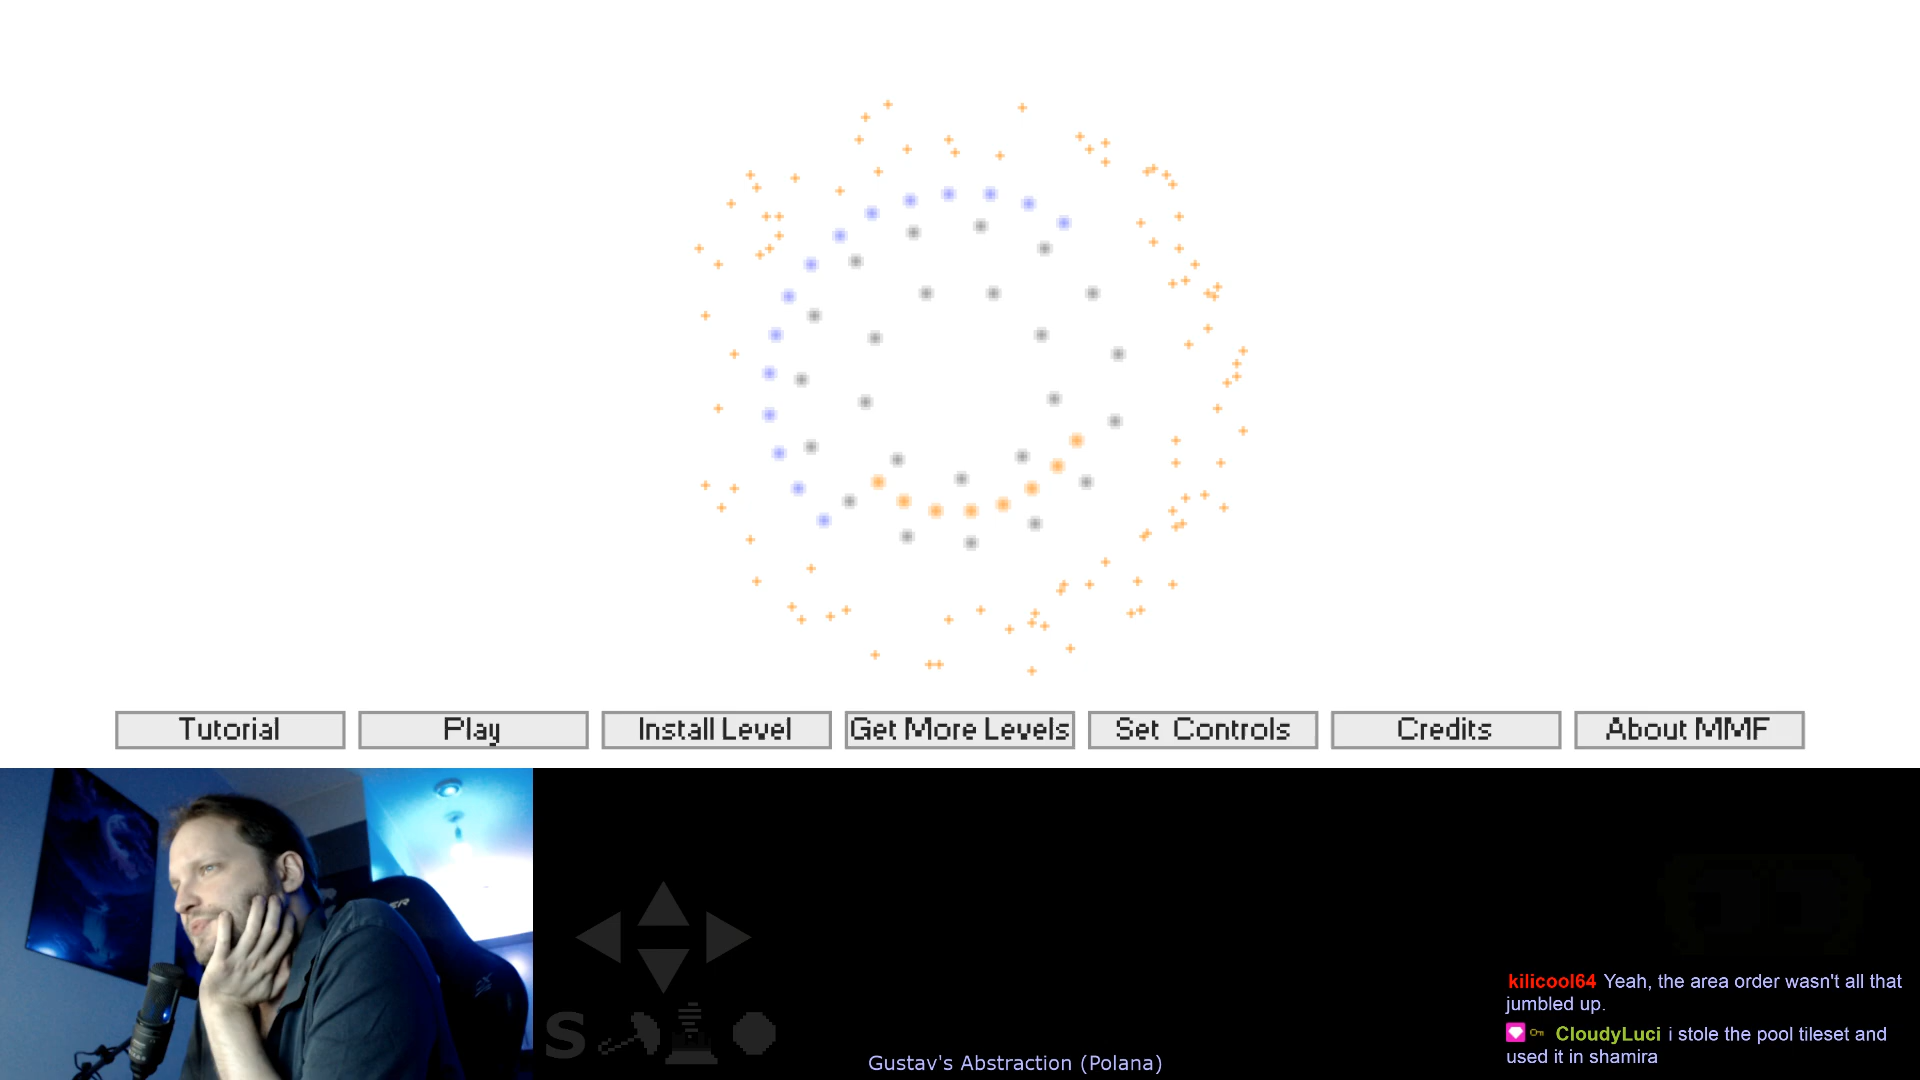 Tutorial
Play
Install Level
Get More Levels
Set Controls
Credits
About MMF
S
kilicool64 Yeah, the area order wasn't all that
jumbled up.
CloudyLuci i stole the pool tileset and
used it in shamira
Gustav's Abstraction (Polana)